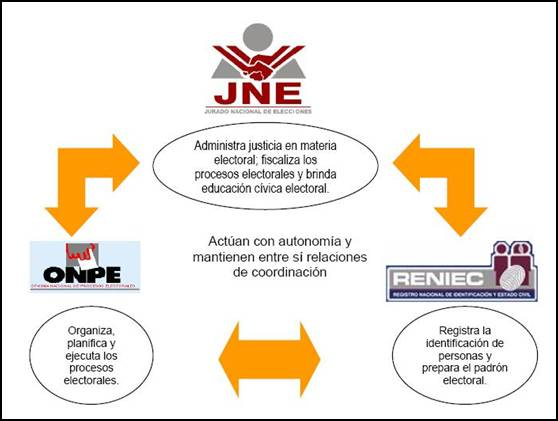 JNE
JURADO NACIONAL DE ELECCIONES
Administra justicia en materia
electoral; fiscaliza los
procesos electorales y brinda
educación cívica electoral.
Actúan con autonomía y
mantienen entre sí relaciones
de coordinación
ONPE
OFICINA NACIONAL DE PROCESOS ELECTORALES
RENIEC
REGISTRO NACIONAL DE IDENTIFICACIÓN Y ESTADO CIVIL
Organiza,
planifica y
ejecuta los
procesos
electorales.
Registra la
identificación de
personas y
prepara el padrón
electoral.